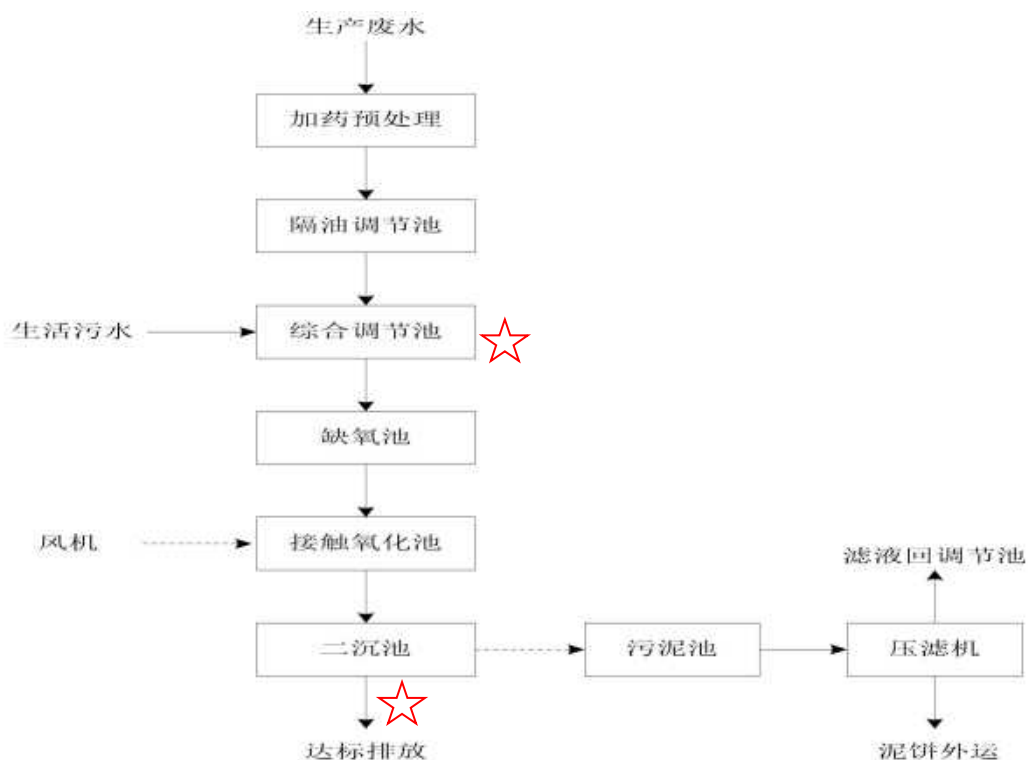 生产废水
加药预处理
隔油调节池
生活污水
综合调节池
缺氧池
风机
接触氧化池
滤液回调节池
二沉池
污泥池
压滤机
达标排放
泥饼外运